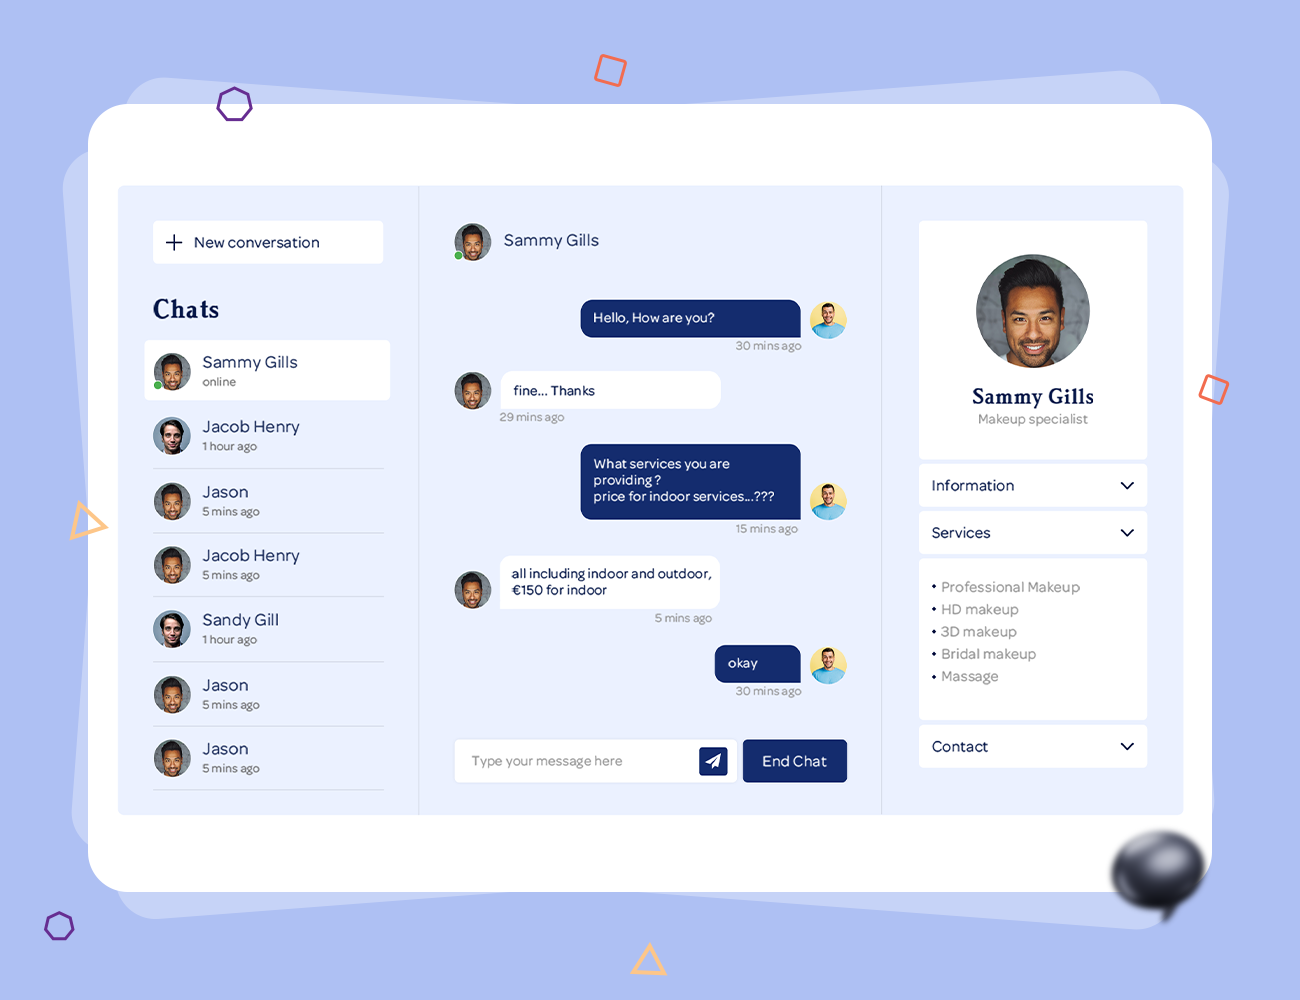 New conversation
Chats
Sammy Gills
online
Jacob Henry
1 hour ago
Jason
5 mins ago
Jacob Henry
5 mins ago
Sandy Gill
1 hour ago
Jason
5 mins ago
Jason
5 mins ago
Sammy Gills
Hello, How are you?
30 mins ago
fine... Thanks
29 mins ago
What services you are
providing ?
price for indoor services...???
15 mins ago
all including indoor and outdoor,
€150 for indoor
5 mins ago
okay
30 mins ago
Type your message here
End Chat
Sammy Gills
Makeup specialist
Information
Services
• Professional Makeup
• HD makeup
• 3D makeup
• Bridal makeup
• Massage
Contact